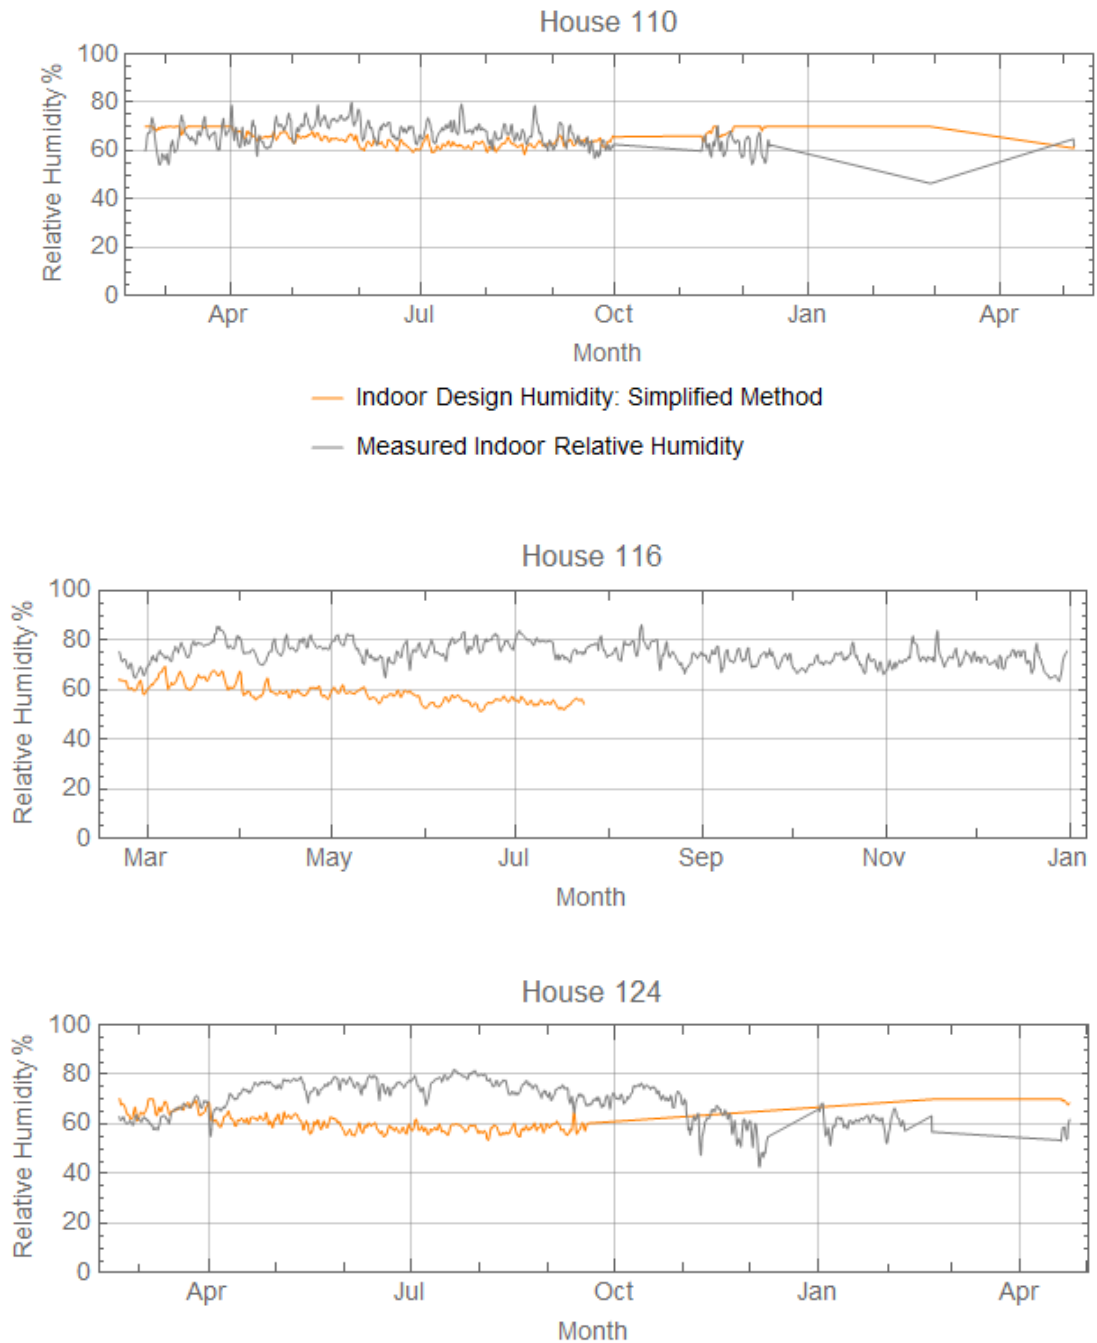 House 110
Relative Humidity %
100
80
60
40
20
0
Apr Jul Oct Jan Apr
Month
Indoor Design Humidity: Simplified Method
Measured Indoor Relative Humidity
House 116
Relative Humidity %
100
80
60
40
20
0
Mar May Jul Sep Nov Jan
Month
House 124
Relative Humidity %
100
80
60
40
20
0
Apr Jul Oct Jan Apr
Month